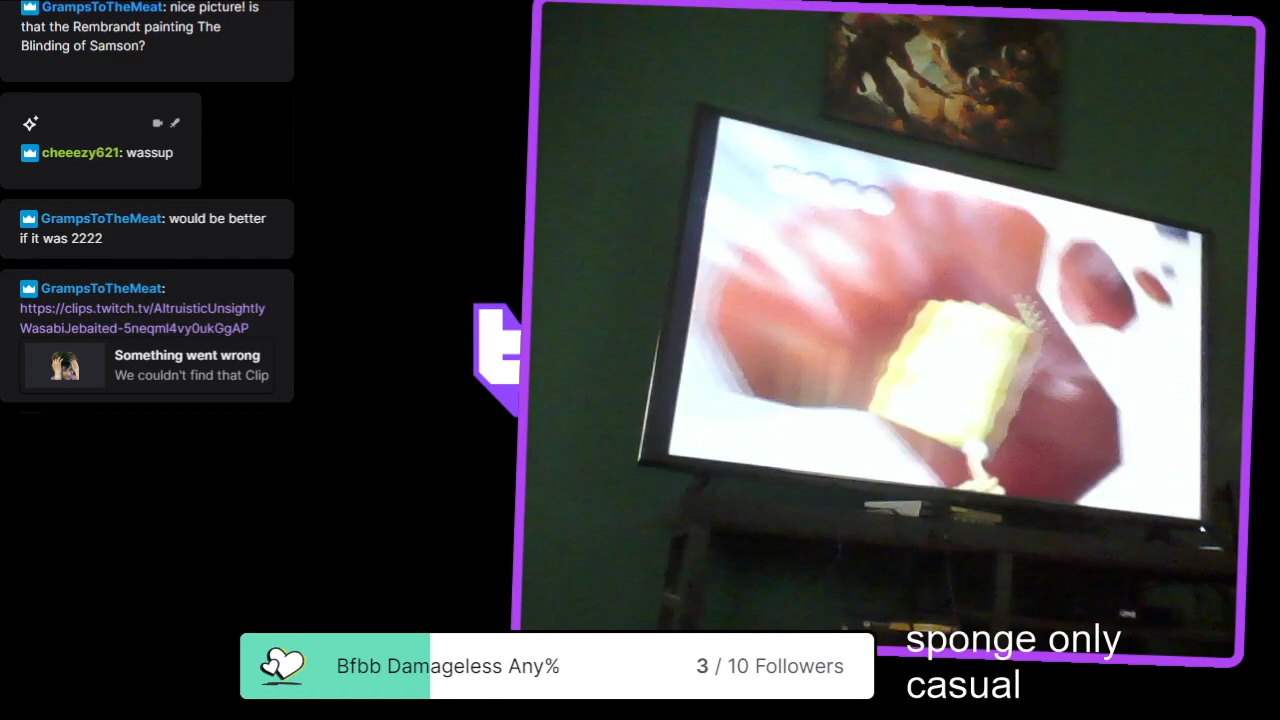 GrampsToTheMeat: nice picture! is
that the Rembrandt painting The
Blinding of Samson?
cheeezy621: wassup
GrampsToTheMeat: would be better
if it was 2222
GrampsToTheMeat:
https://clips.twitch.tv/AltruisticUnsightly
WasabiJebaited-5neqml4vy0ukGgAP
Something went wrong
We couldn't find that Clip
Bfbb Damageless Any%
3 / 10 Followers
sponge only
casual